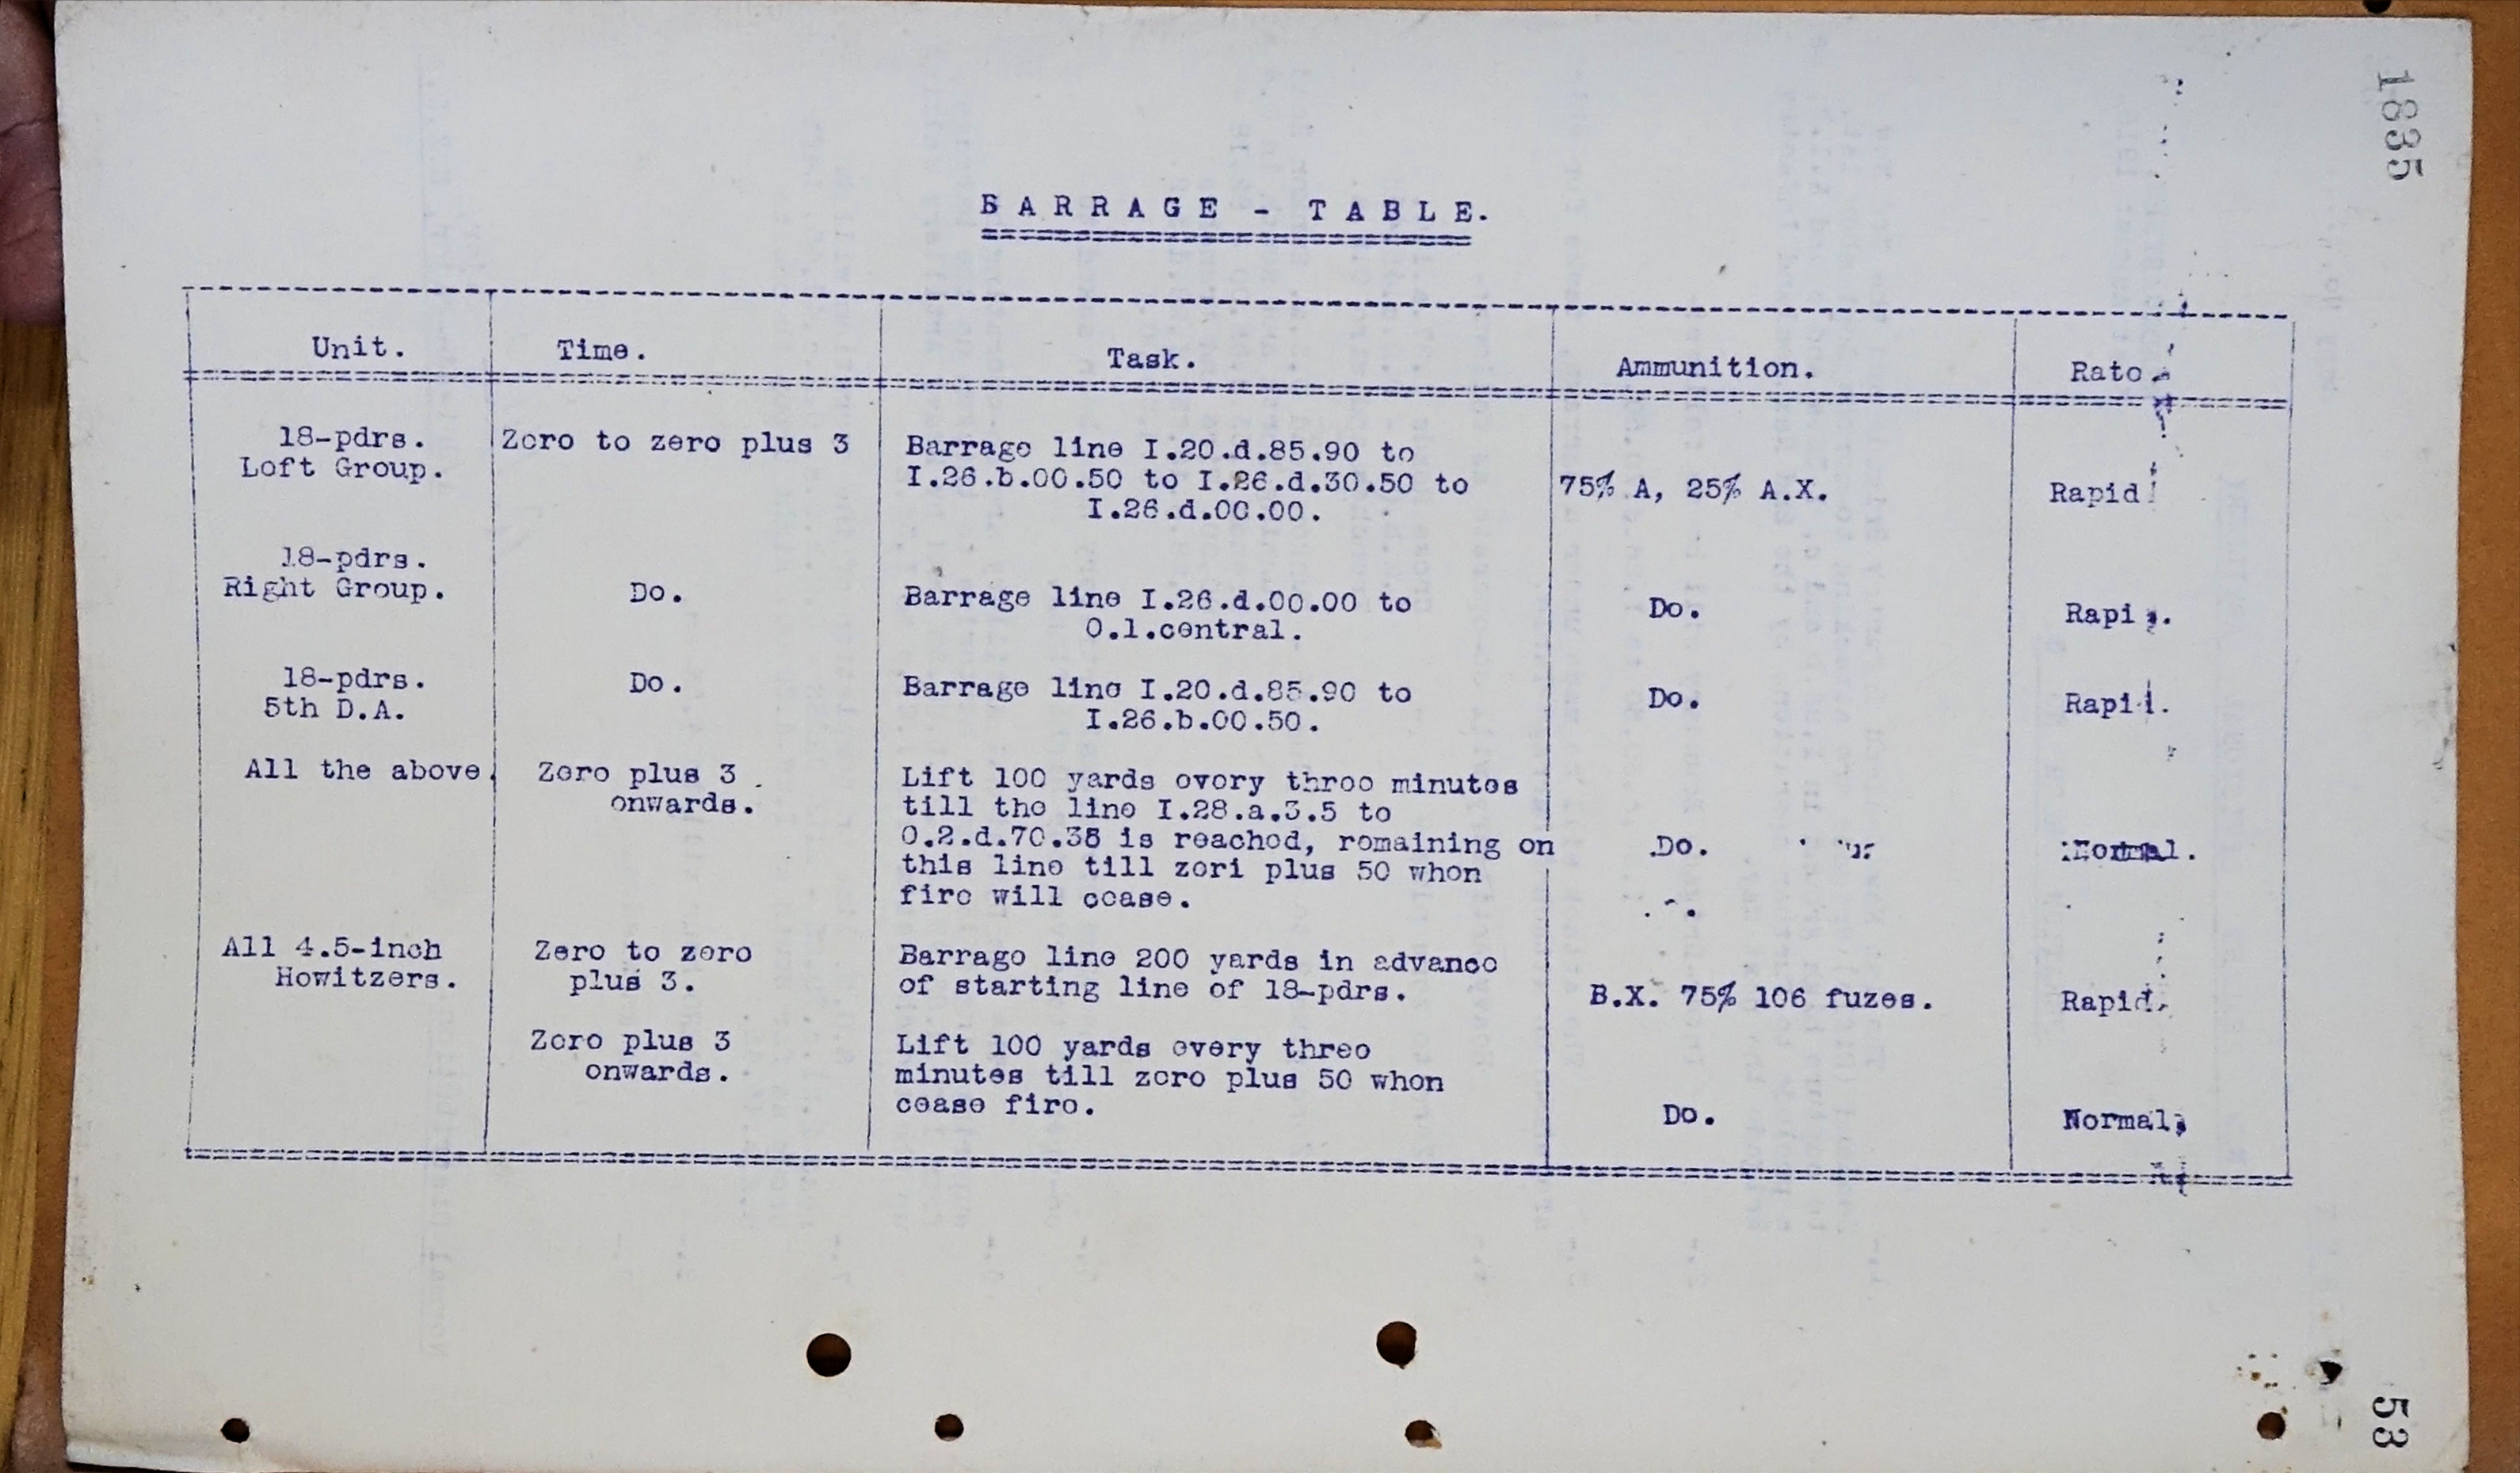 1835
BARRAGE - TABLE.
Unit. Time. Task. Ammunition. Rate.
18-pdrs. Left Group. Zero to zero plus 3 Barrage line I.20.d.85.90 to
I.26.b.00.50 to I.26.d.30.50 to 75% A, 25% A.X. Rapid
I.26.d.00.00.
18-pdrs.
Right Group. Do. Barrage line I.26.d.00.00 to Do. Rapid.
O.1.central.
18-pdrs. Do. Barrage line I.20.d.85.90 to Do. Rapid.
5th D.A. I.26.b.00.50.
All the above. Zero plus 3 Lift 100 yards every three minutes
onwards. till the line I.28.a.3.5 to
O.2.d.70.35 is reached, remaining on Do. Normal.
this line till zori plus 50 when
fire will cease.
All 4.5-inch Zero to zero Barrage line 200 yards in advance
Howitzers. plus 3. of starting line of 18-pdrs. B.X. 75% 106 fuzes. Rapid.
Zero plus 3 Lift 100 yards every three
onwards. minutes till zero plus 50 when
cease fire. Do. Normal.
53